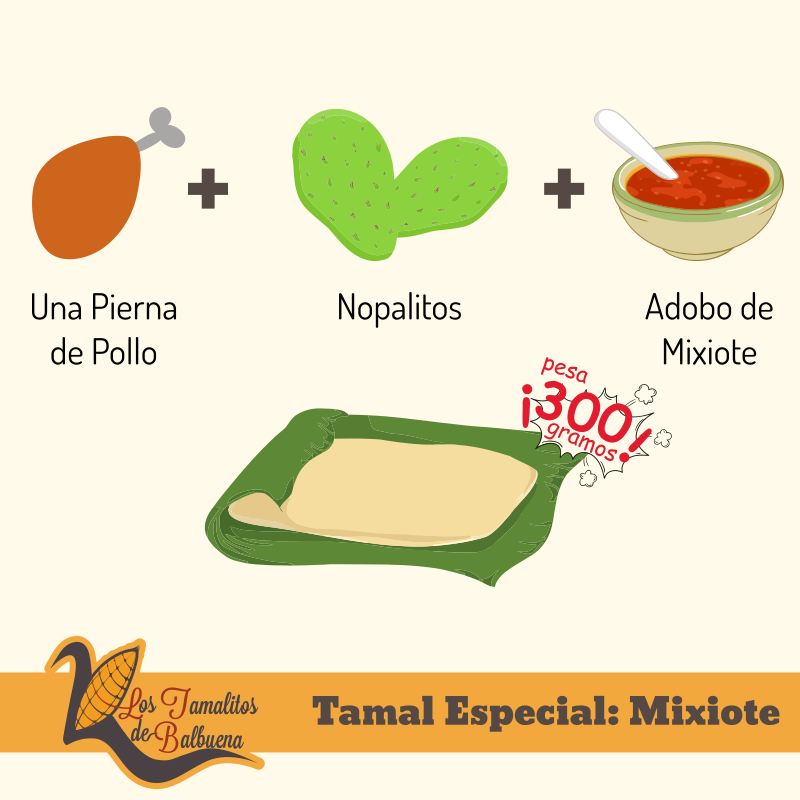 Una Pierna
de Pollo
Nopalitos
Adobo de
Mixiote
pesa
¡300!
gramos
Los Tamalitos
de Balbuena
Tamal Especial: Mixiote